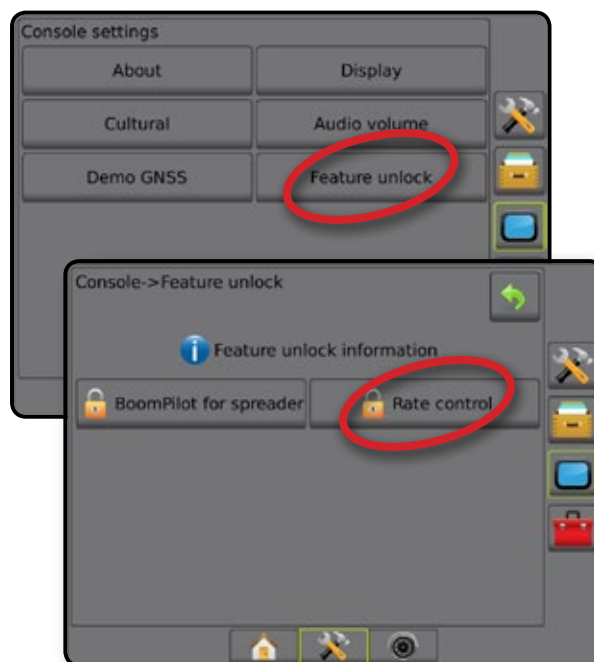 Console settings
About Display
Cultural Audio volume
Demo GNSS Feature unlock
Console->Feature unlock
Feature unlock information
BoomPilot for spreader Rate control